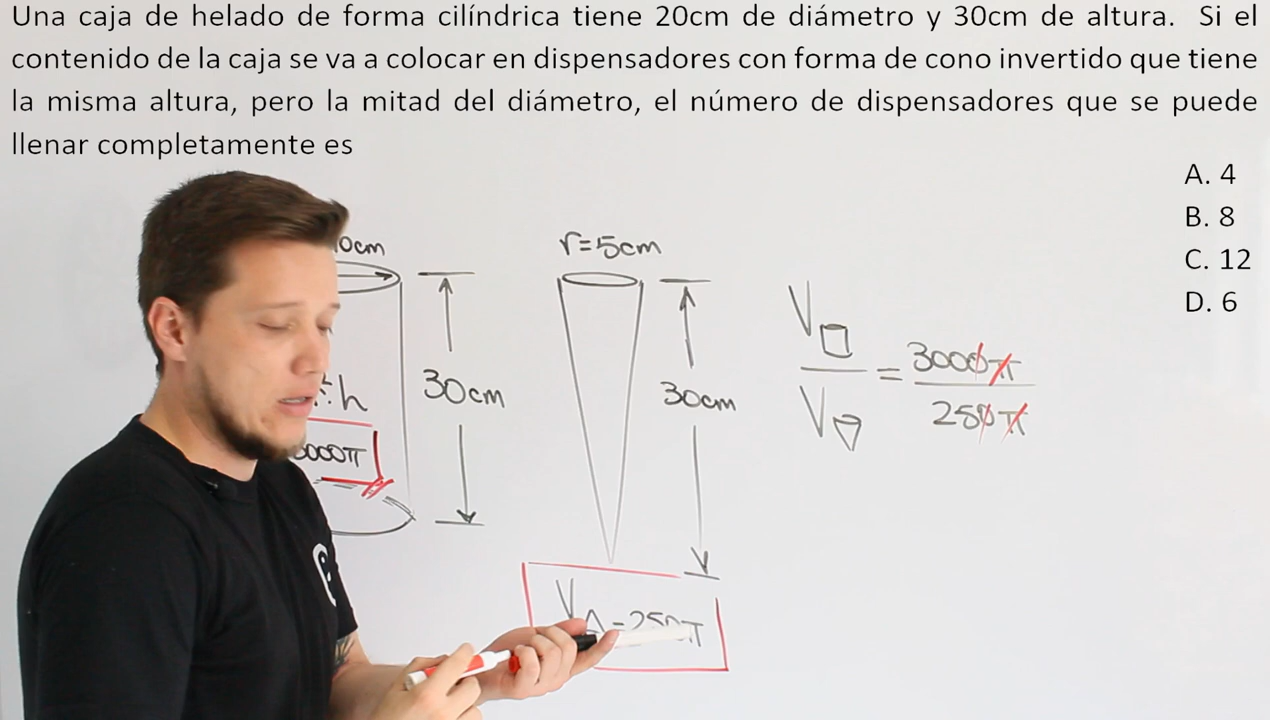 Una caja de helado de forma cilíndrica tiene 20cm de diámetro y 30cm de altura. Si el
contenido de la caja se va a colocar en dispensadores con forma de cono invertido que tiene
la misma altura, pero la mitad del diámetro, el número de dispensadores que se puede
llenar completamente es
A. 4
B. 8
C. 12
D. 6
0cm
r=5cm
30cm
30cm
V
V
=
3000π
250π
h
000π
V = 250π